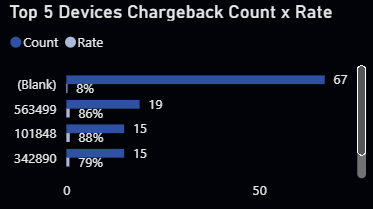 Top 5 Devices Chargeback Count x Rate
Count Rate
(Blank) 67
8%
563499 19
86%
101848 15
88%
342890 15
79%
0 50